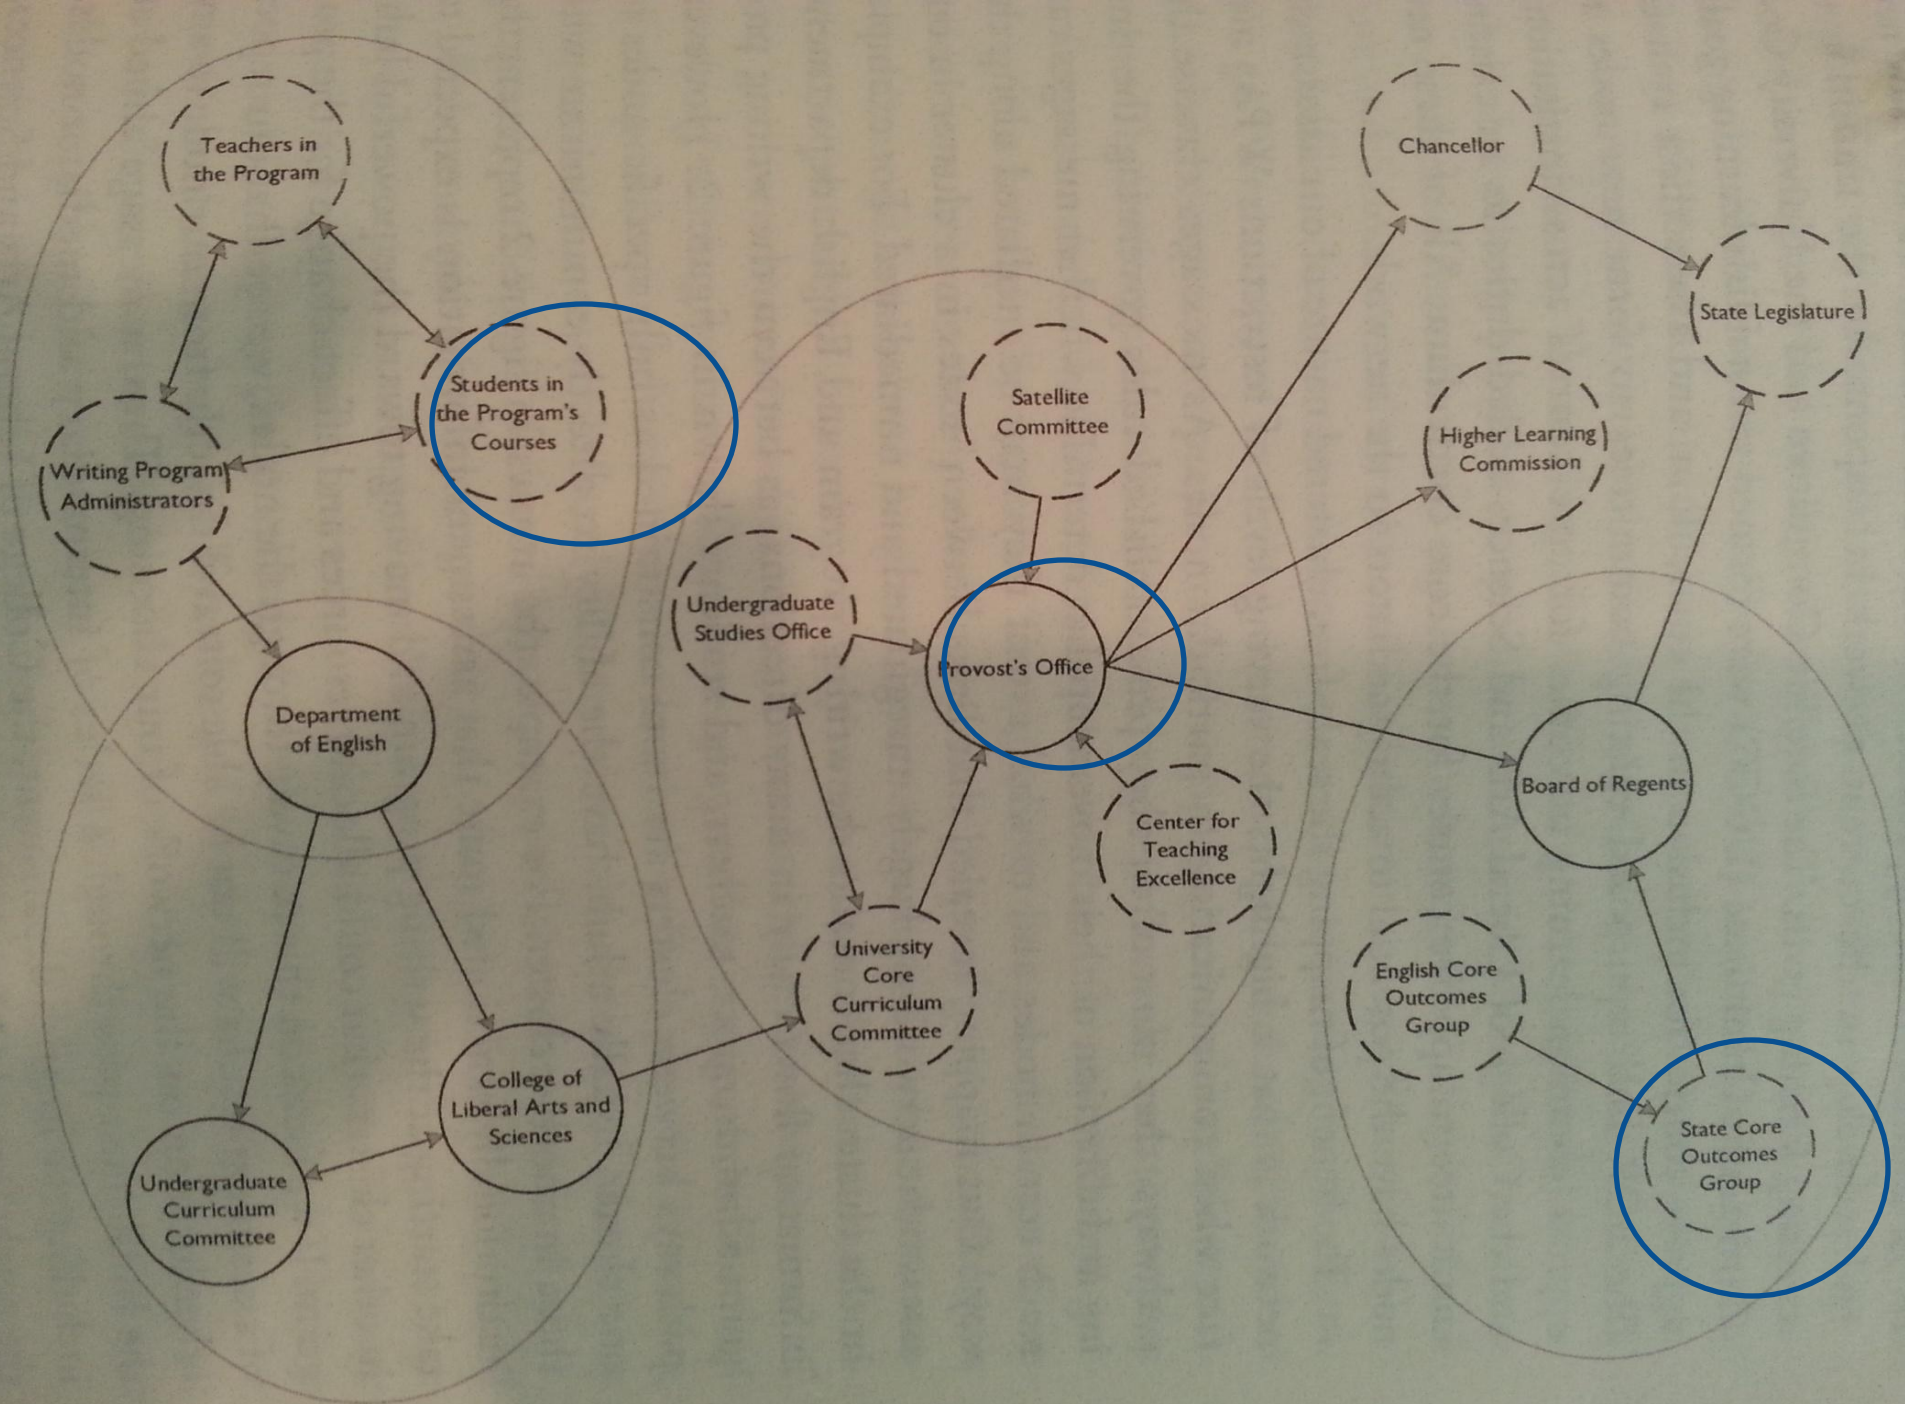 Teachers in
the Program
Students in
the Program's
Courses
Writing Program
Administrators
Department
of English
College of
Liberal Arts and
Sciences
Undergraduate
Curriculum
Committee
Satellite
Committee
Undergraduate
Studies Office
Provost's Office
Center for
Teaching
Excellence
University
Core
Curriculum
Committee
Chancellor
State Legislature
Higher Learning
Commission
Board of Regents
English Core
Outcomes
Group
State Core
Outcomes
Group